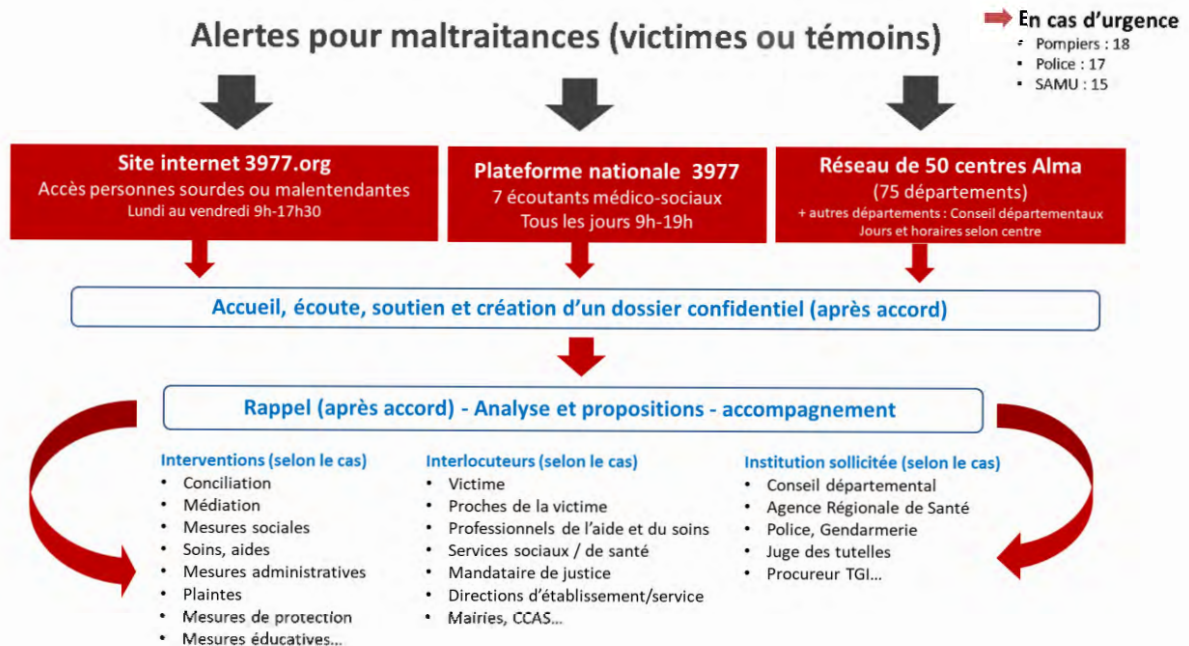 Alertes pour maltraitances (victimes ou témoins)
En cas d'urgence
Pompiers : 18
Police : 17
SAMU : 15
Site internet 3977.org
Accès personnes sourdes ou malentendantes
Lundi au vendredi 9h-17h30
Plateforme nationale 3977
7 écoutants médico-sociaux
Tous les jours 9h-19h
Réseau de 50 centres Alma
(75 départements)
+ autres départements : Conseil départementaux
Jours et horaires selon centre
Accueil, écoute, soutien et création d'un dossier confidentiel (après accord)
Rappel (après accord) - Analyse et propositions - accompagnement
Interventions (selon le cas)
• Conciliation
• Médiation
• Mesures sociales
• Soins, aides
• Mesures administratives
• Plaintes
• Mesures de protection
• Mesures éducatives...
Interlocuteurs (selon le cas)
• Victime
• Proches de la victime
• Professionnels de l'aide et du soins
• Services sociaux / de santé
• Mandataire de justice
• Directions d'établissement/service
• Mairies, CCAS...
Institution sollicitée (selon le cas)
• Conseil départemental
• Agence Régionale de Santé
• Police, Gendarmerie
• Juge des tutelles
• Procureur TGI...